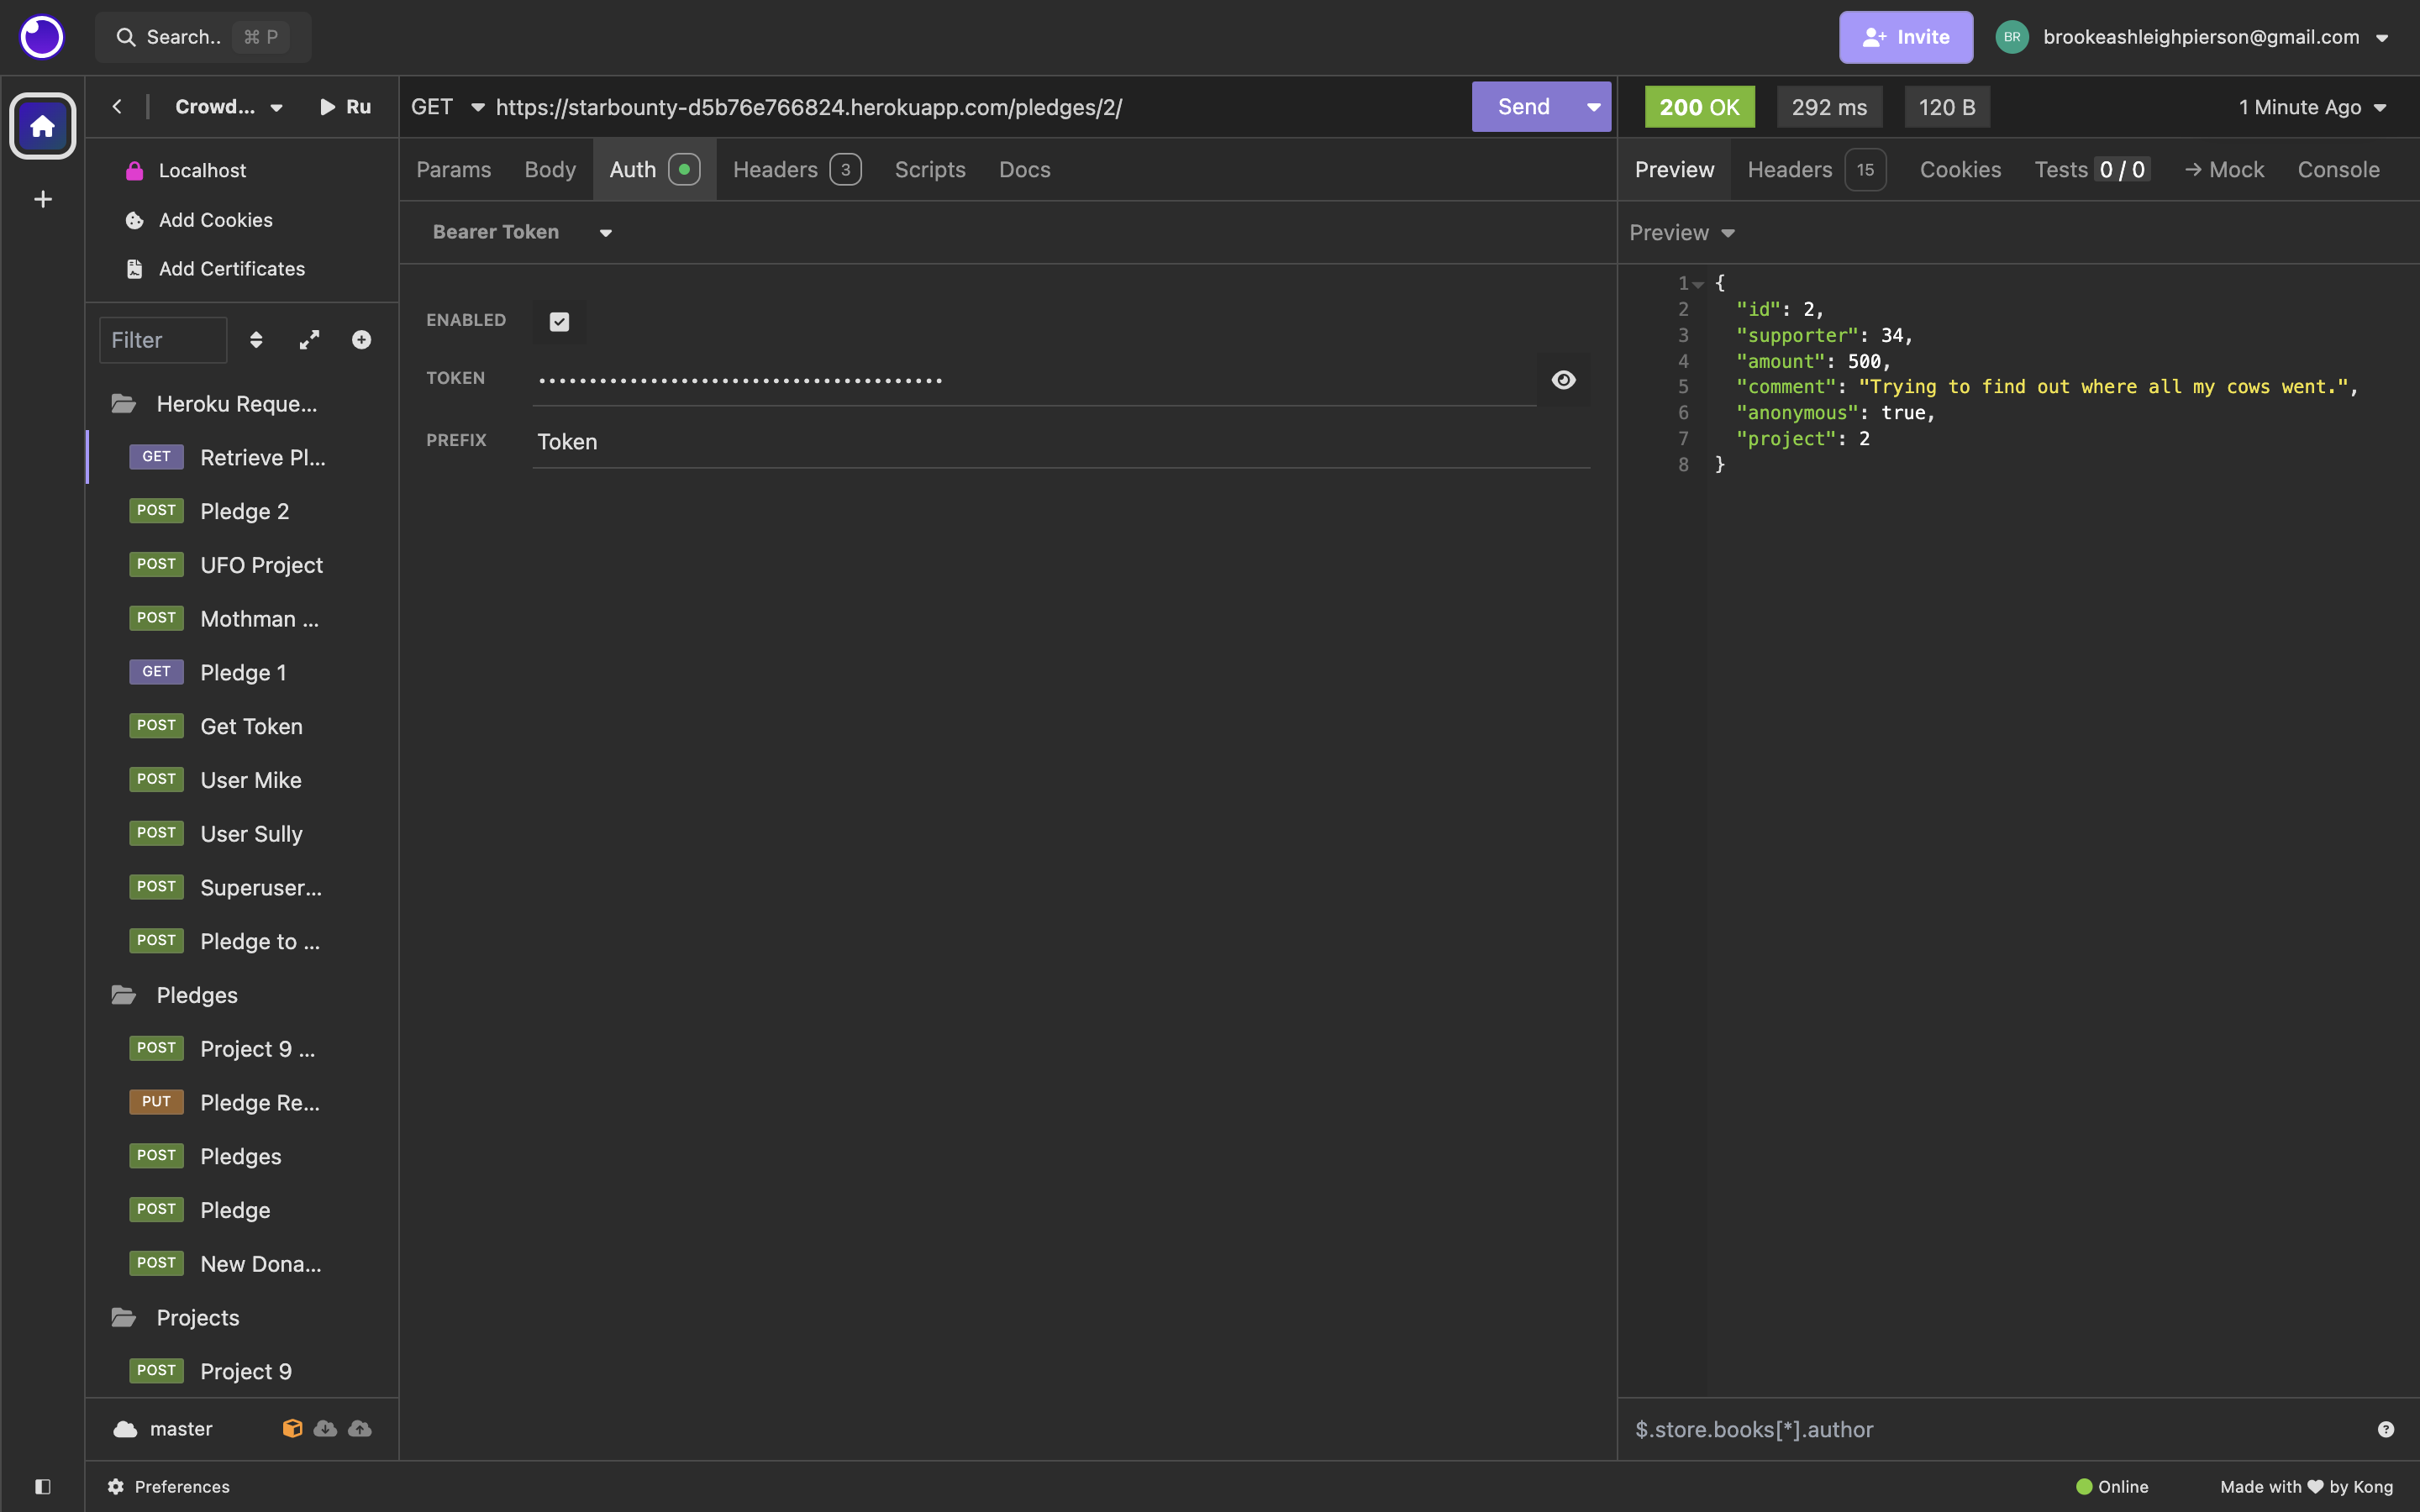 Search.. ⌘ P
Invite
BR brookeashleighpierson@gmail.com
Crowd... Ru
Localhost
Add Cookies
Add Certificates
Filter
Heroku Reque...
GET Retrieve Pl...
POST Pledge 2
POST UFO Project
POST Mothman ...
GET Pledge 1
POST Get Token
POST User Mike
POST User Sully
POST Superuser...
POST Pledge to ...
Pledges
POST Project 9 ...
PUT Pledge Re...
POST Pledges
POST Pledge
POST New Dona...
Projects
POST Project 9
master
GET https://starbounty-d5b76e766824.herokuapp.com/pledges/2/ Send
Params Body Auth Headers 3 Scripts Docs
Bearer Token
ENABLED
TOKEN ••••••••••••••••••••••••••••••••••••••••
PREFIX Token
200 OK 292 ms 120 B 1 Minute Ago
Preview Headers 15 Cookies Tests 0 / 0 → Mock Console
Preview
1 {
2 "id": 2,
3 "supporter": 34,
4 "amount": 500,
5 "comment": "Trying to find out where all my cows went.",
6 "anonymous": true,
7 "project": 2
8 }
$.store.books[*].author
Preferences
Online Made with ♥ by Kong